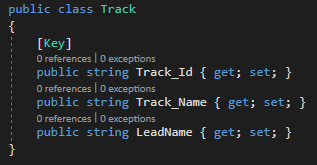 public class Track
{
[Key]
0 references | 0 exceptions
public string Track_Id { get; set; }
0 references | 0 exceptions
public string Track_Name { get; set; }
0 references | 0 exceptions
public string LeadName { get; set; }
}